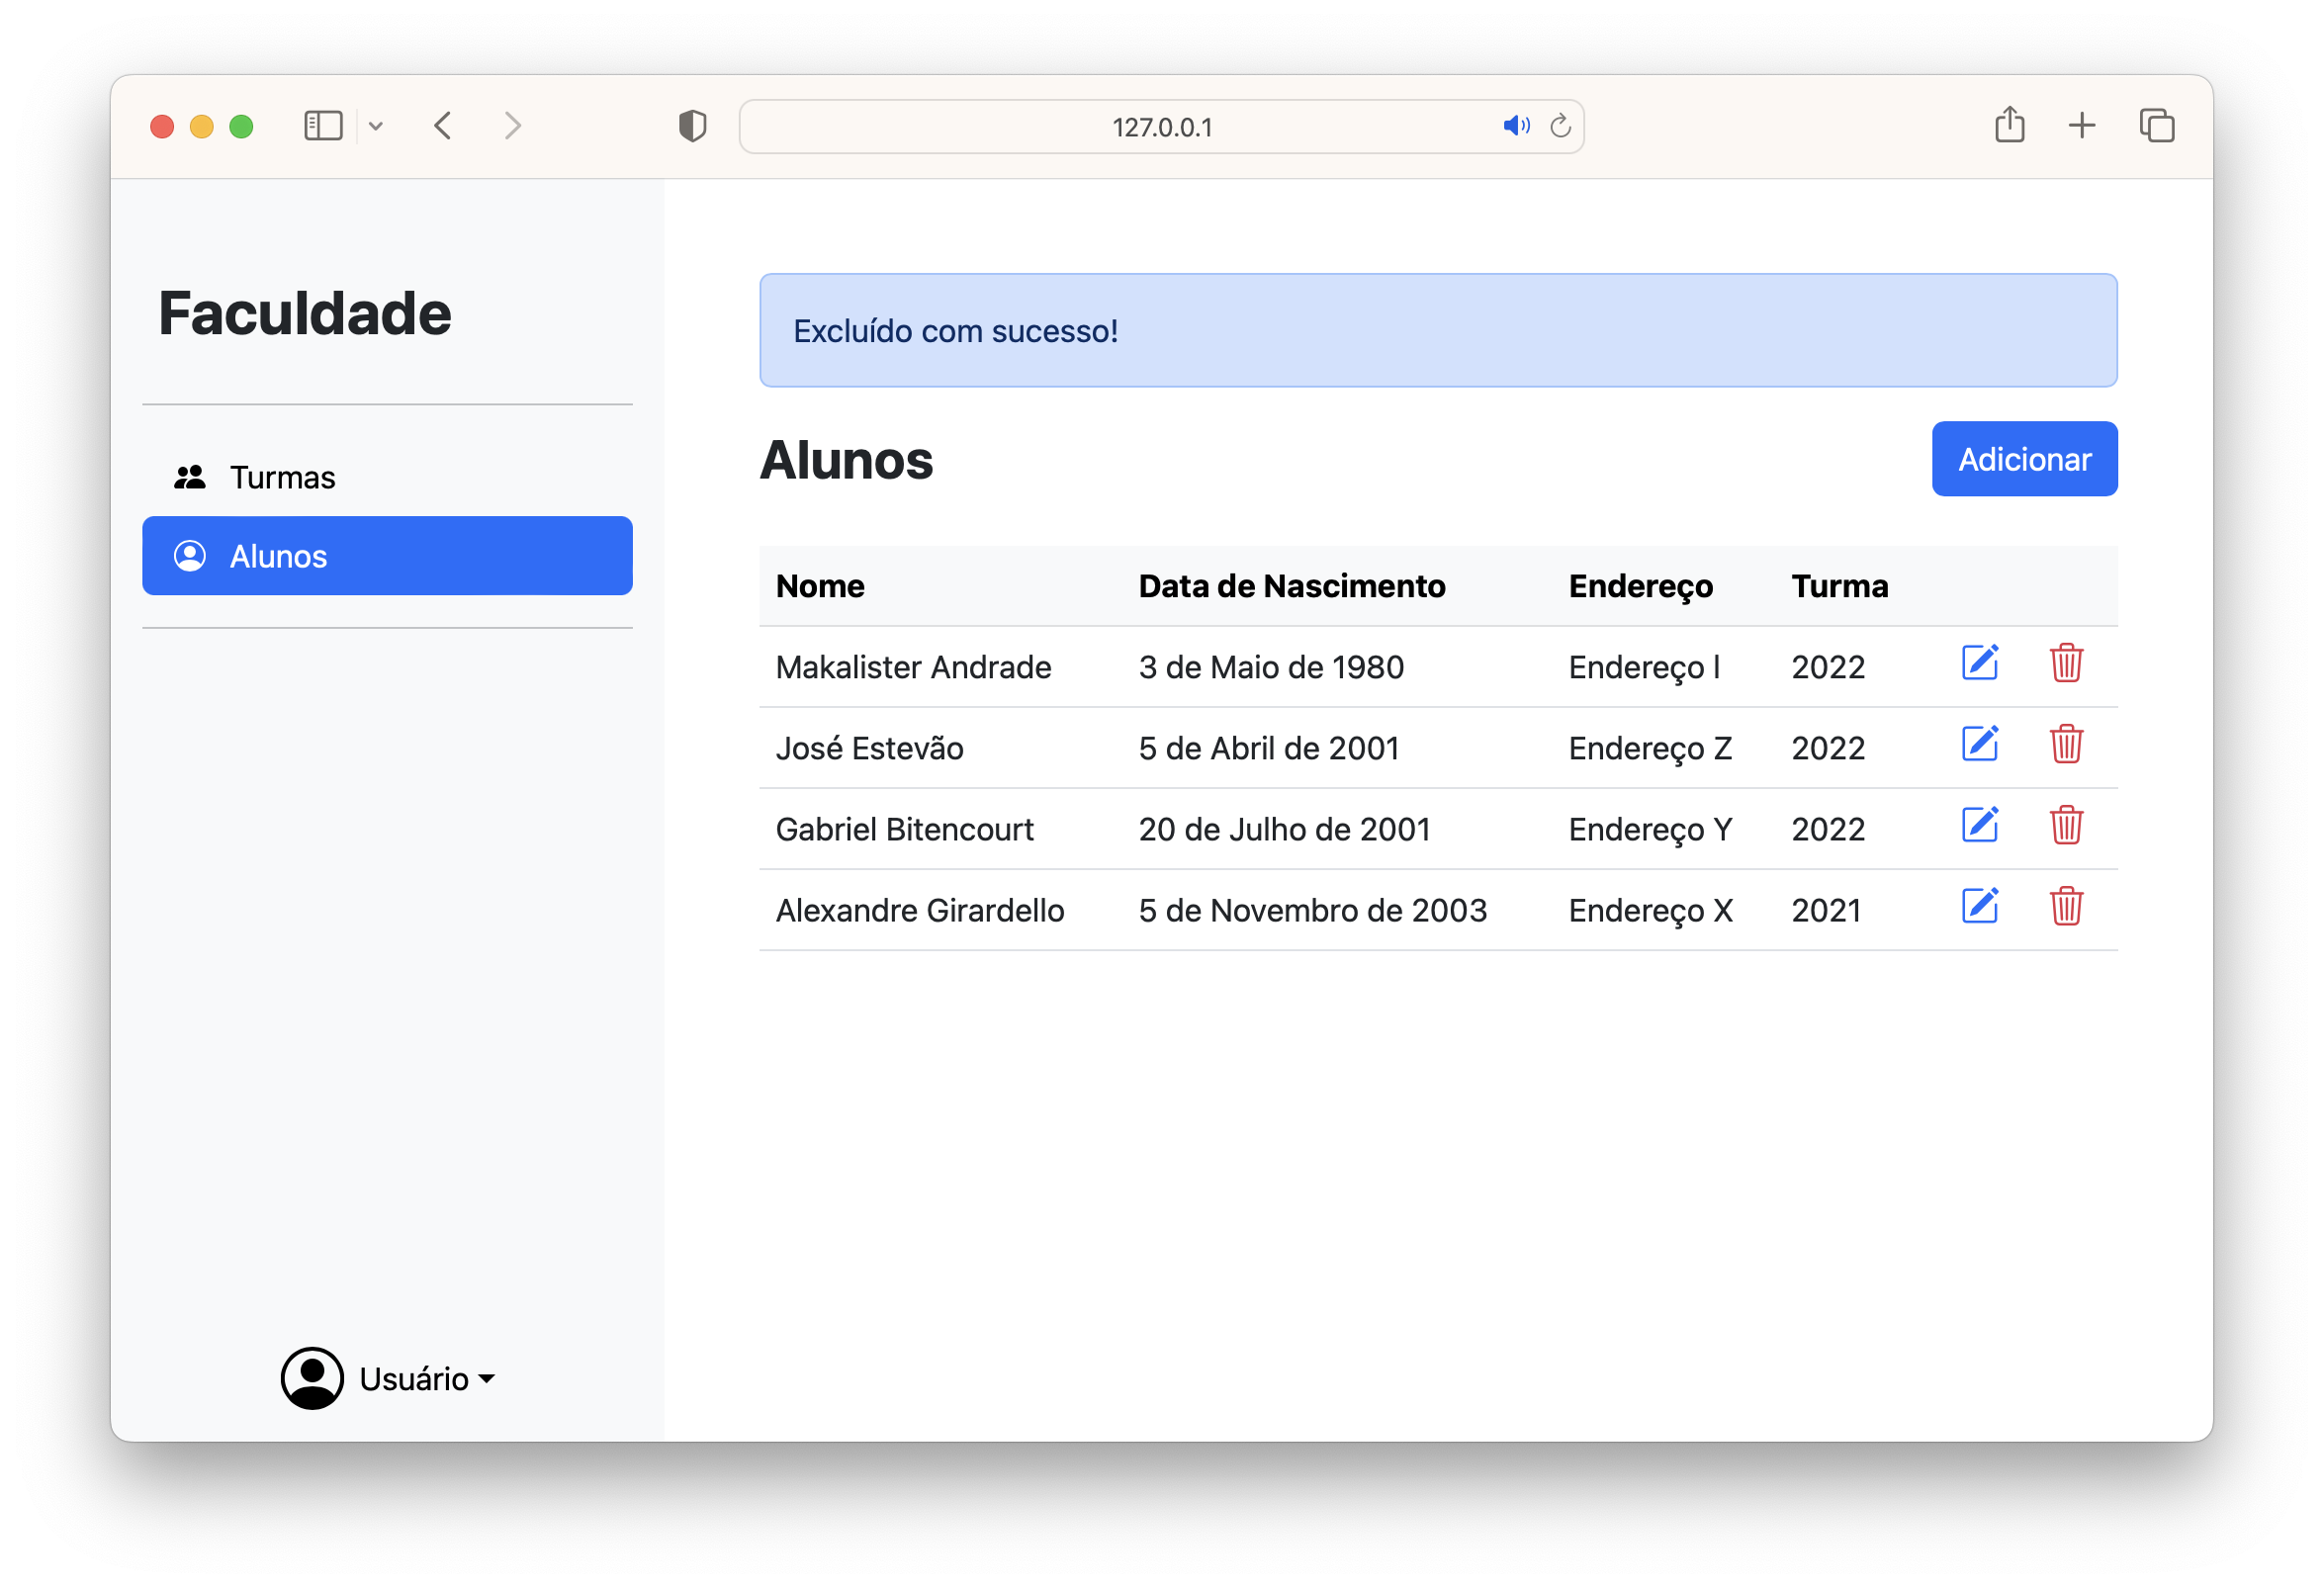 127.0.0.1
Faculdade
Turmas
Alunos
Usuário
Excluído com sucesso!
Alunos
Adicionar
Nome Data de Nascimento Endereço Turma
Makalister Andrade 3 de Maio de 1980 Endereço I 2022
José Estevão 5 de Abril de 2001 Endereço Z 2022
Gabriel Bitencourt 20 de Julho de 2001 Endereço Y 2022
Alexandre Girardello 5 de Novembro de 2003 Endereço X 2021